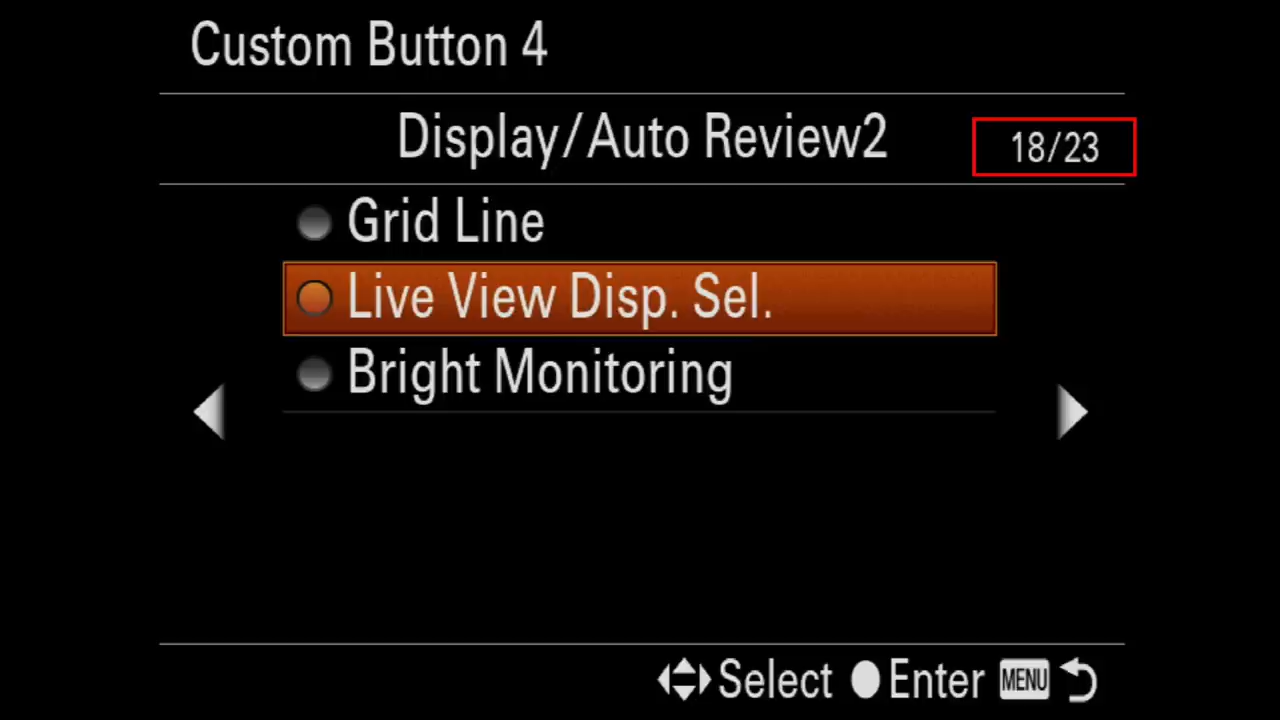 Custom Button 4
Display/Auto Review2 18/23
Grid Line
Live View Disp. Sel.
Bright Monitoring
Select Enter MENU